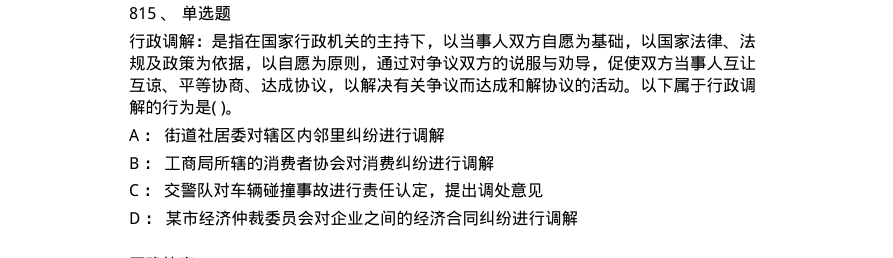 815 、 单选题
行政调解：是指在国家行政机关的主持下，以当事人双方自愿为基础，以国家法律、法
规及政策为依据，以自愿为原则，通过对争议双方的说服与劝导，促使双方当事人互让
互谅、平等协商、达成协议，以解决有关争议而达成和解协议的活动。以下属于行政调
解的行为是( )。
A ： 街道社居委对辖区内邻里纠纷进行调解
B ： 工商局所辖的消费者协会对消费纠纷进行调解
C ： 交警队对车辆碰撞事故进行责任认定，提出调处意见
D ： 某市经济仲裁委员会对企业之间的经济合同纠纷进行调解